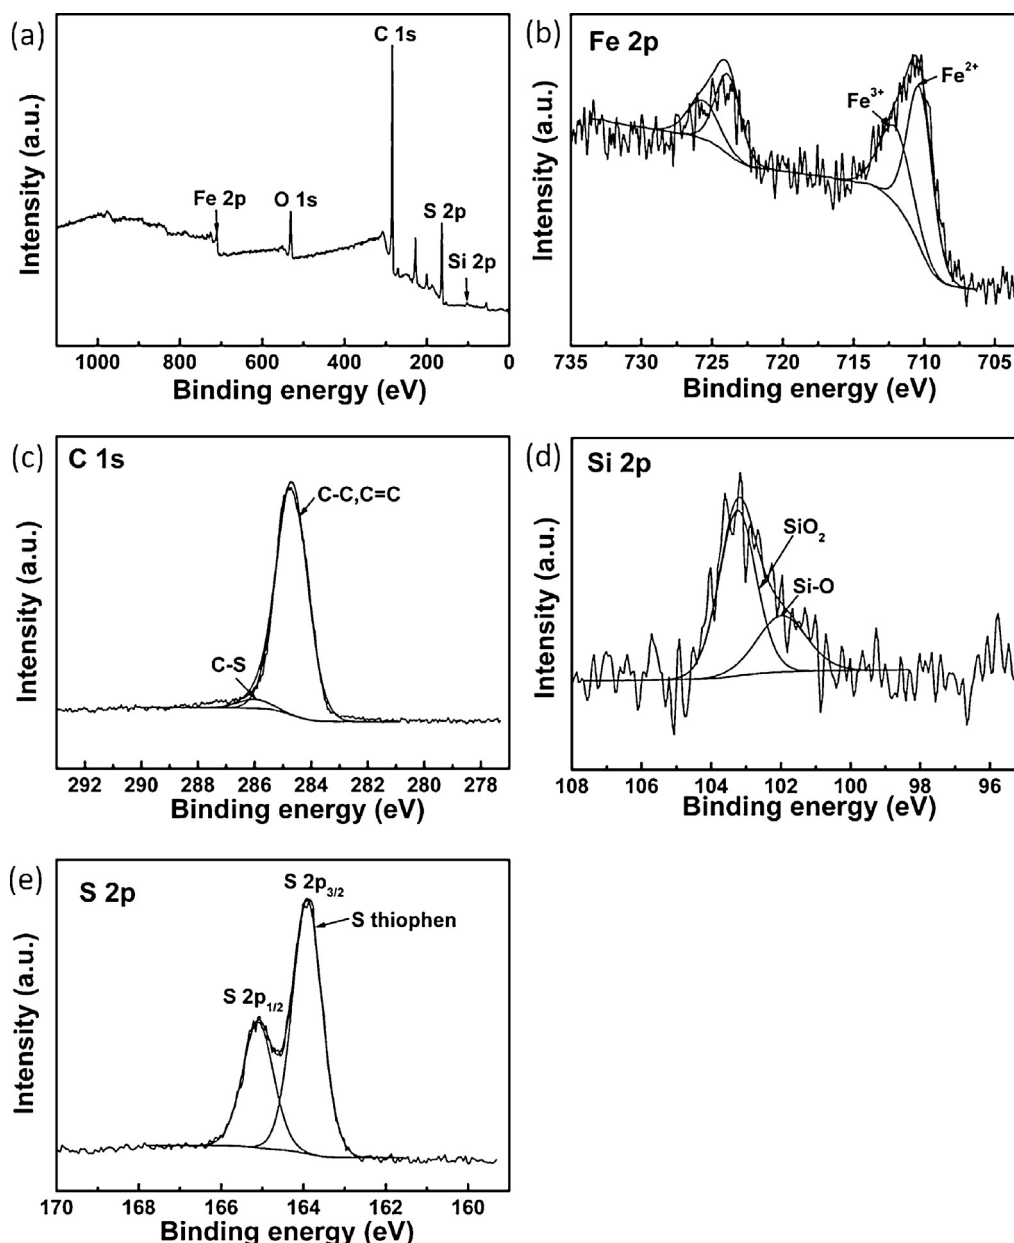 (a)
C 1s
Fe 2p
O 1s
S 2p
Si 2p
Intensity (a.u.)
1000 800 600 400 200 0
Binding energy (eV)
(b)
Fe 2p
Fe3+
Fe2+
Intensity (a.u.)
735 730 725 720 715 710 705
Binding energy (eV)
(c)
C 1s
C-C,C=C
C-S
Intensity (a.u.)
292 290 288 286 284 282 280 278
Binding energy (eV)
(d)
Si 2p
SiO2
Si-O
Intensity (a.u.)
108 106 104 102 100 98 96
Binding energy (eV)
(e)
S 2p
S 2p3/2
S thiophen
S 2p1/2
Intensity (a.u.)
170 168 166 164 162 160
Binding energy (eV)